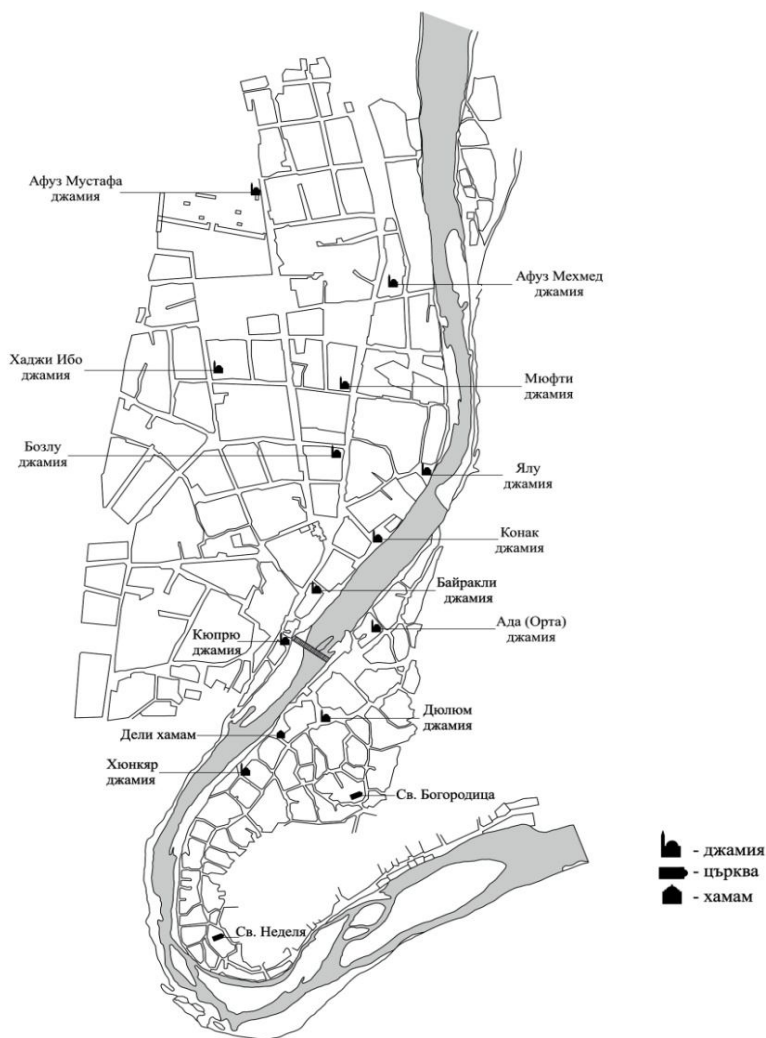 Афуз Мустафа
джамия
Афуз Мехмед
джамия
Хаджи Ибо
джамия
Мюфти
джамия
Бозлу
джамия
Ялу
джамия
Конак
джамия
Байракли
джамия
Ада (Орта)
джамия
Кюпрю
джамия
Дюлюм
джамия
Дели хамам
Хюнкяр
джамия
Св. Богородица
- джамия
- църква
- хамам
Св. Неделя